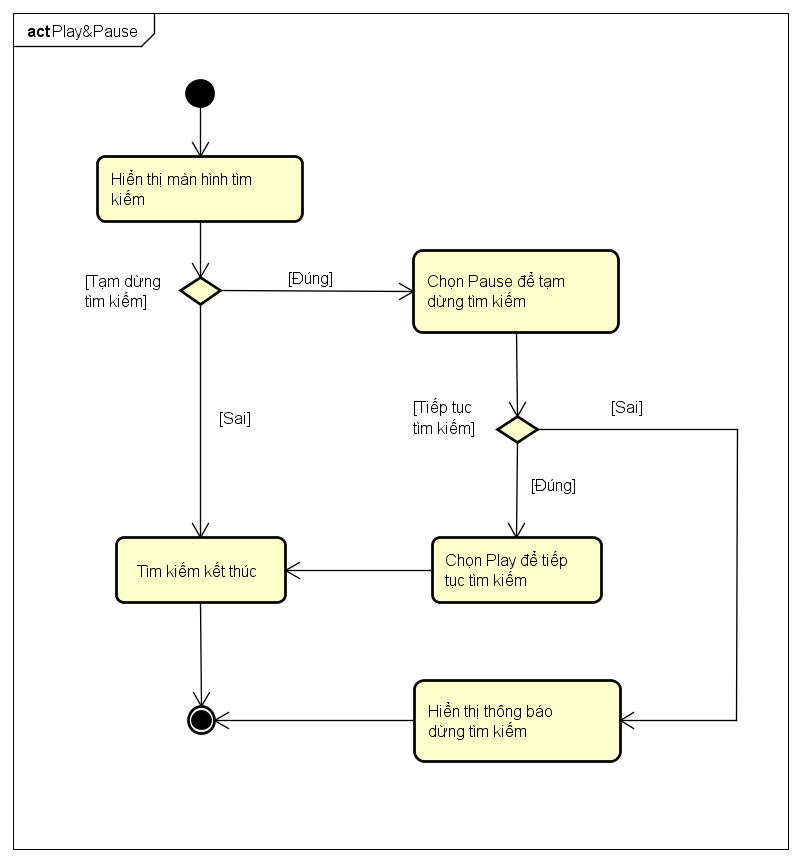 act Play&Pause
Hiển thị màn hình tìm
kiếm
[Tạm dừng
tìm kiếm]
[Đúng]
Chọn Pause để tạm
dừng tìm kiếm
[Sai]
[Tiếp tục
tìm kiếm]
[Sai]
[Đúng]
Tìm kiếm kết thúc
Chọn Play để tiếp
tục tìm kiếm
Hiển thị thông báo
dừng tìm kiếm